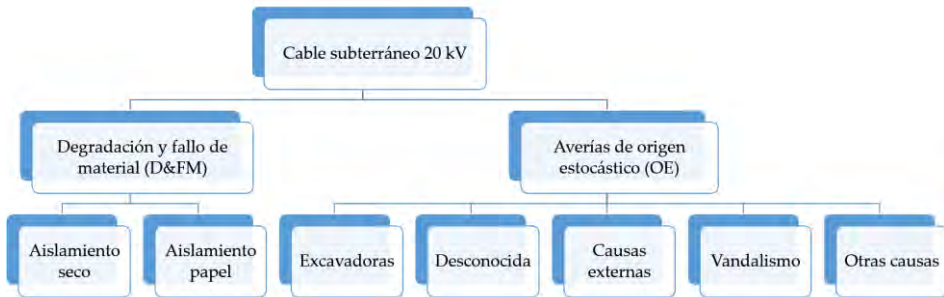 Cable subterráneo 20 kV
Degradación y fallo de
material (D&FM)
Averías de origen
estocástico (OE)
Aislamiento
seco
Aislamiento
papel
Excavadoras
Desconocida
Causas
externas
Vandalismo
Otras causas